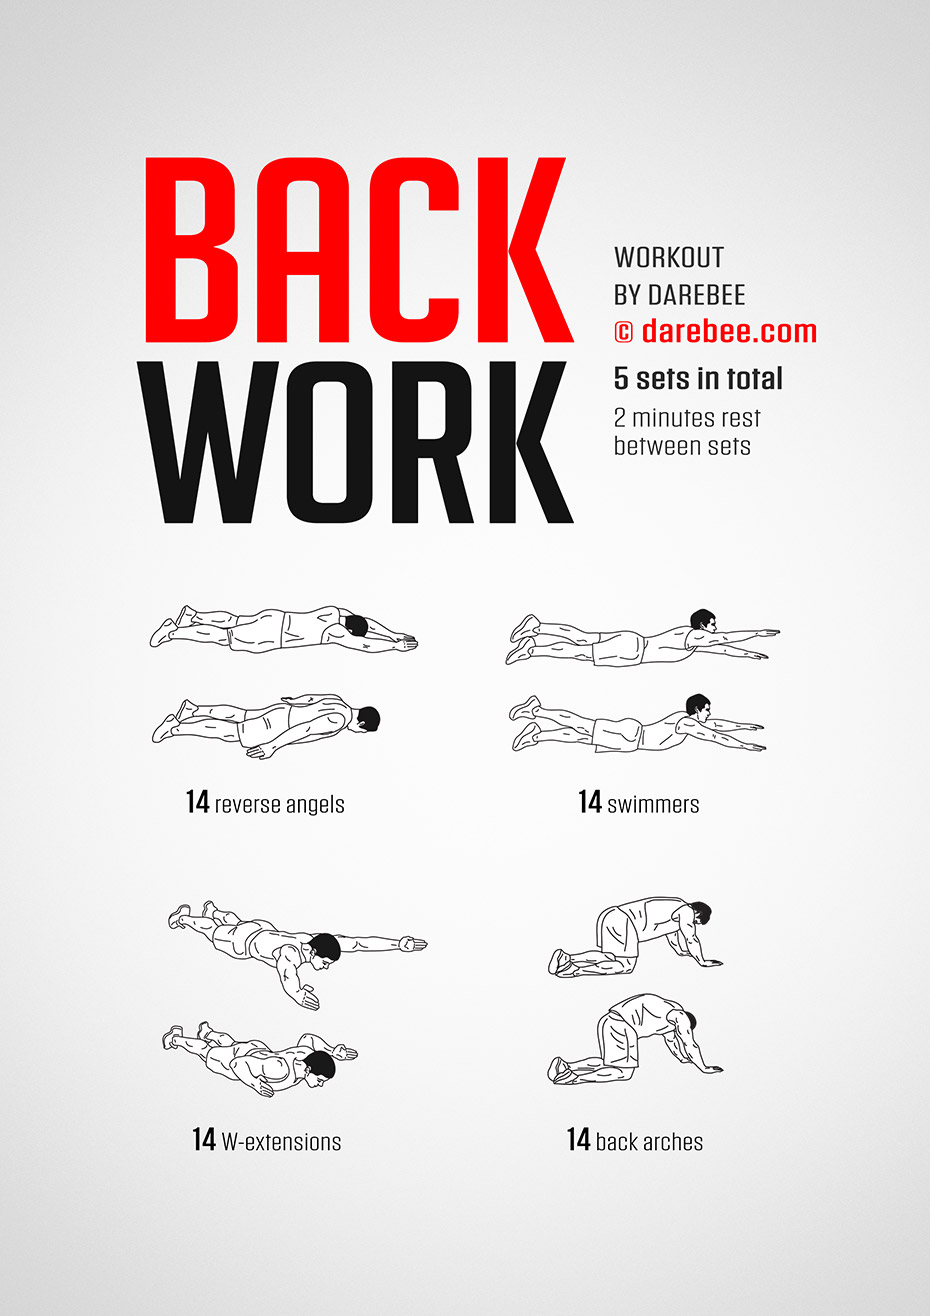 BACK
WORK
WORKOUT
BY DAREBEE
© darebee.com
5 sets in total
2 minutes rest
between sets
14 reverse angels
14 swimmers
14 W-extensions
14 back arches